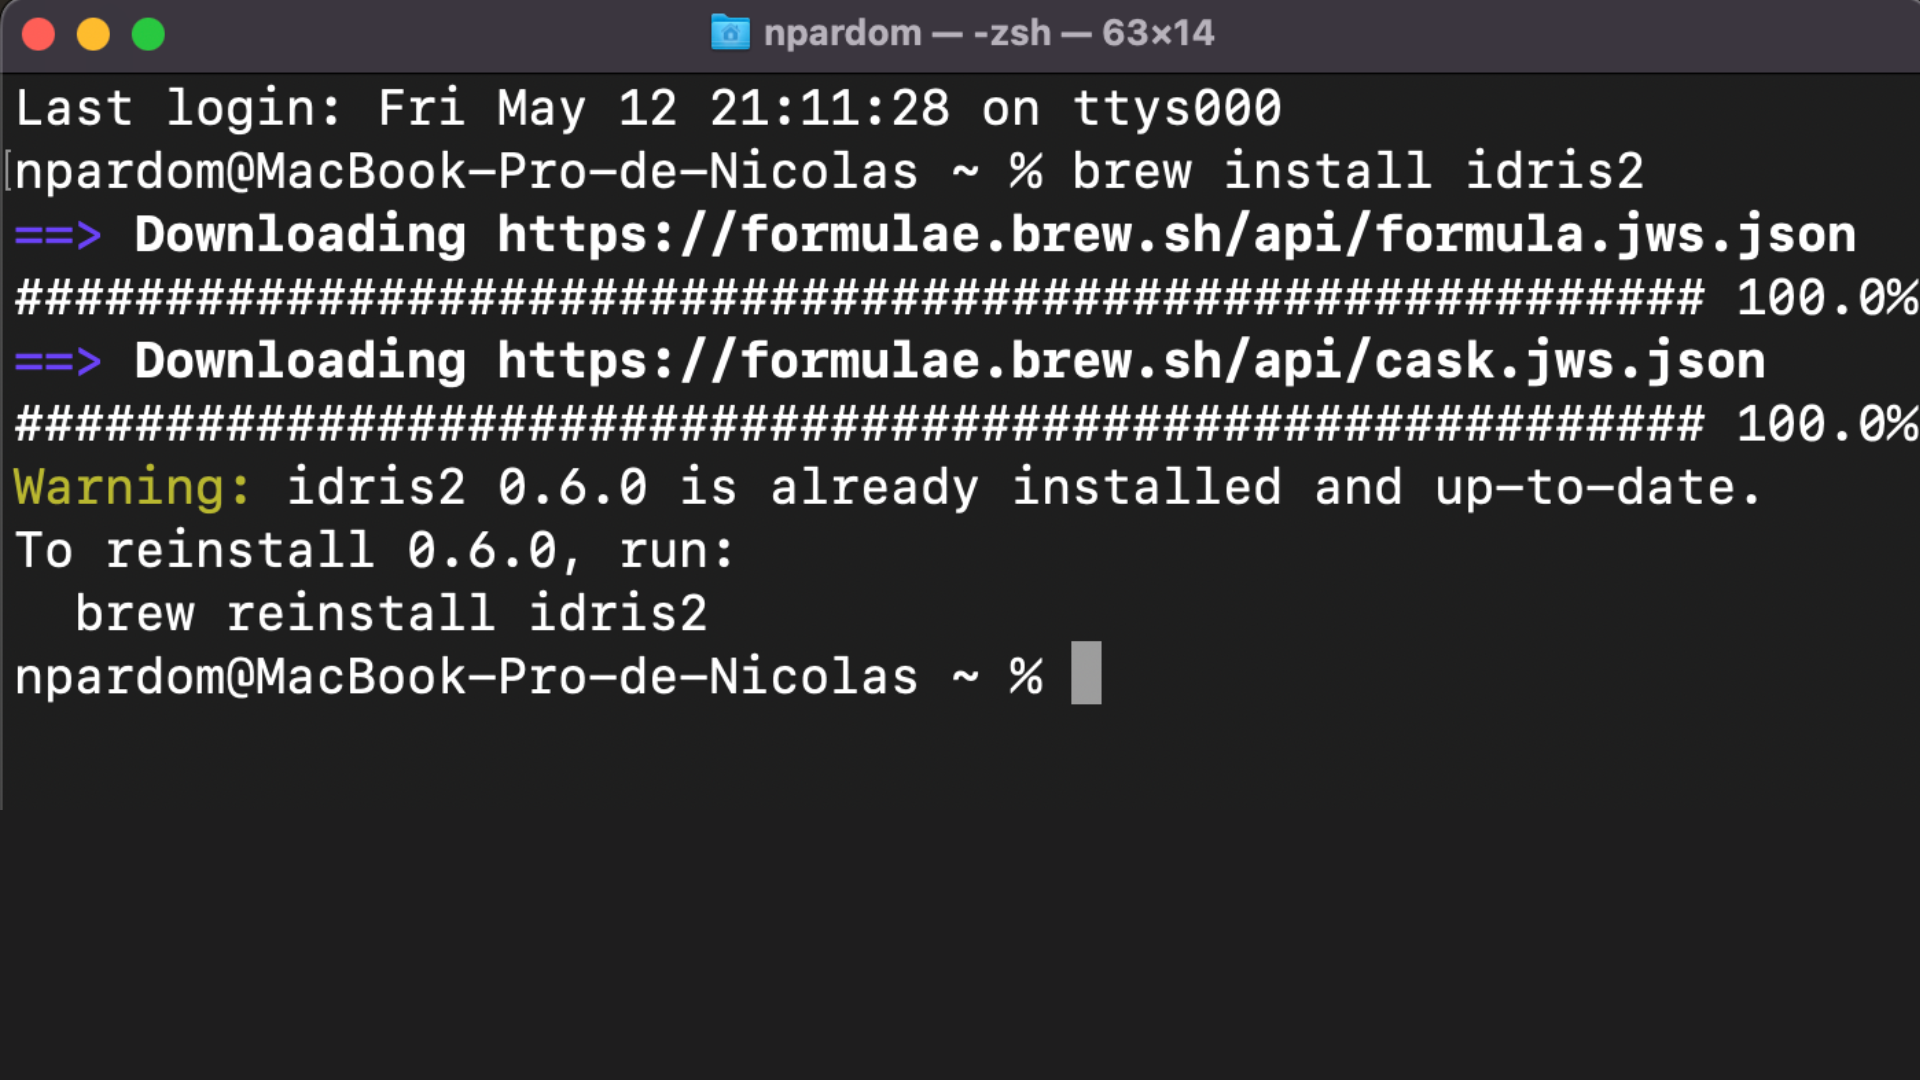 npardom — -zsh — 63×14
Last login: Fri May 12 21:11:28 on ttys000
[npardom@MacBook-Pro-de-Nicolas ~ % brew install idris2
==> Downloading https://formulae.brew.sh/api/formula.jws.json
######################################################## 100.0%
==> Downloading https://formulae.brew.sh/api/cask.jws.json
######################################################## 100.0%
Warning: idris2 0.6.0 is already installed and up-to-date.
To reinstall 0.6.0, run:
  brew reinstall idris2
npardom@MacBook-Pro-de-Nicolas ~ %